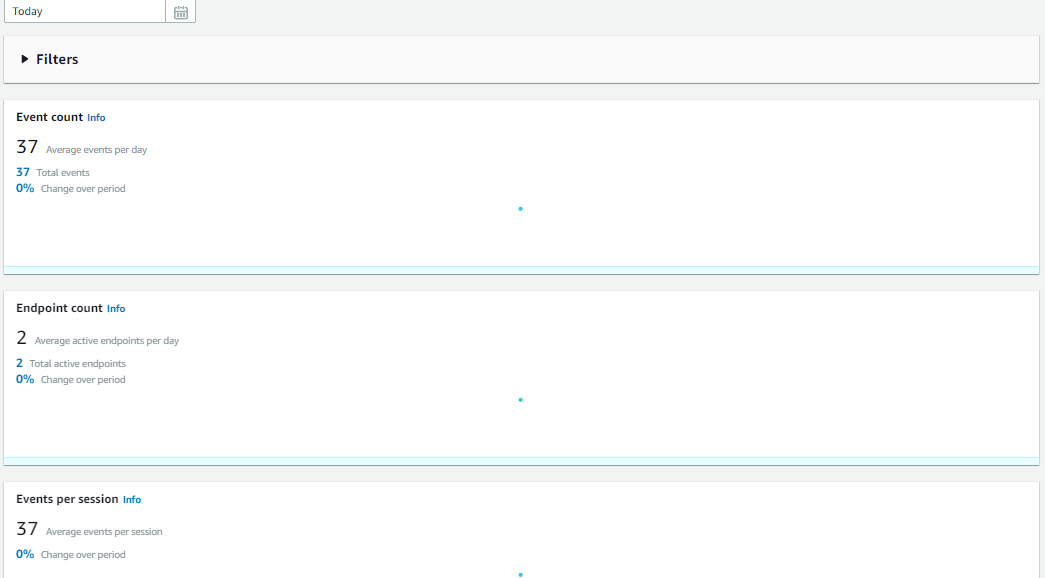 Today
Filters
Event count Info
37 Average events per day
37 Total events
0% Change over period
Endpoint count Info
2 Average active endpoints per day
2 Total active endpoints
0% Change over period
Events per session Info
37 Average events per session
0% Change over period